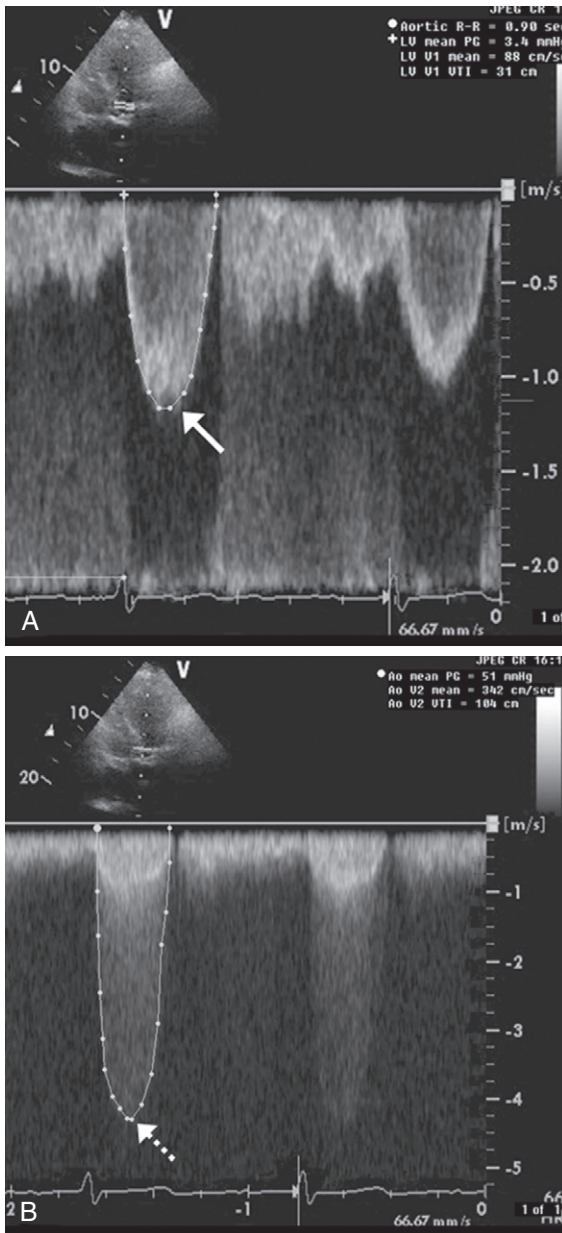 JPEG CR 1
V
Aortic R-R = 0.90 sec
LV mean PG = 3.4 mmHg
LV V1 mean = 88 cm/s
LV V1 VTI = 31 cm
10
[m/s]
-0.5
-1.0
-1.5
-2.0
0
A
66.67 mm/s
1 of
JPEG CR 16:1
V
Ao mean PG = 51 mmHg
Ao V2 mean = 342 cm/sec
Ao V2 VTI = 104 cm
10
20
[m/s]
-1
-2
-3
-4
-5
B
2
-1
0
66.67 mm/s
66
1 of 1
HR